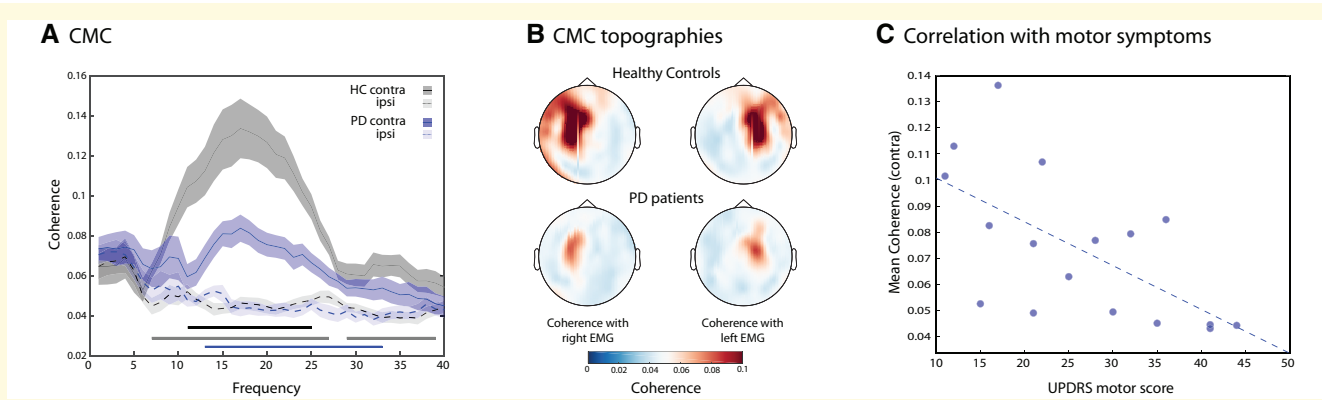 A CMC
B CMC topographies
C Correlation with motor symptoms
0.16
0.14
0.12
0.1
0.08
0.06
0.04
0.02
Coherence
0 5 10 15 20 25 30 35 40
Frequency
HC contra
ipsi
PD contra
ipsi
Healthy Controls
PD patients
Coherence with
right EMG
Coherence with
left EMG
0 0.02 0.04 0.06 0.08 0.1
Coherence
0.14
0.13
0.12
0.11
0.1
0.09
0.08
0.07
0.06
0.05
0.04
Mean Coherence (contra)
10 15 20 25 30 35 40 45 50
UPDRS motor score